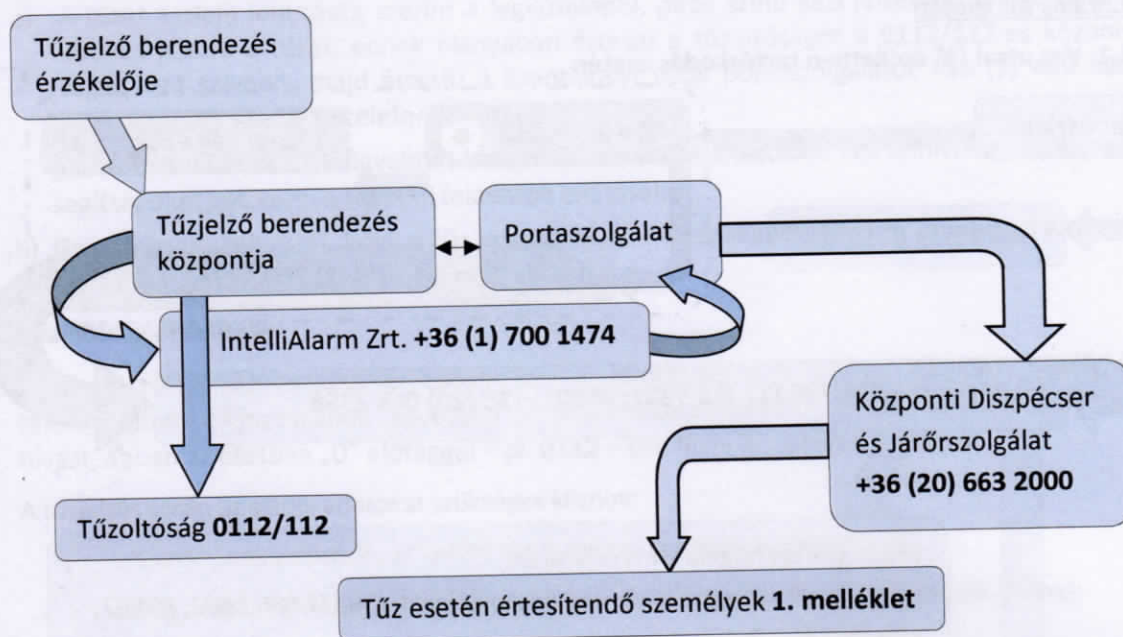 Tűzjelző berendezés
érzékelője
Tűzjelző berendezés
központja
Portaszolgálat
IntelliAlarm Zrt. +36 (1) 700 1474
Központi Diszpécser
és Járőrszolgálat
+36 (20) 663 2000
Tűzoltóság 0112/112
Tűz esetén értesítendő személyek 1. melléklet